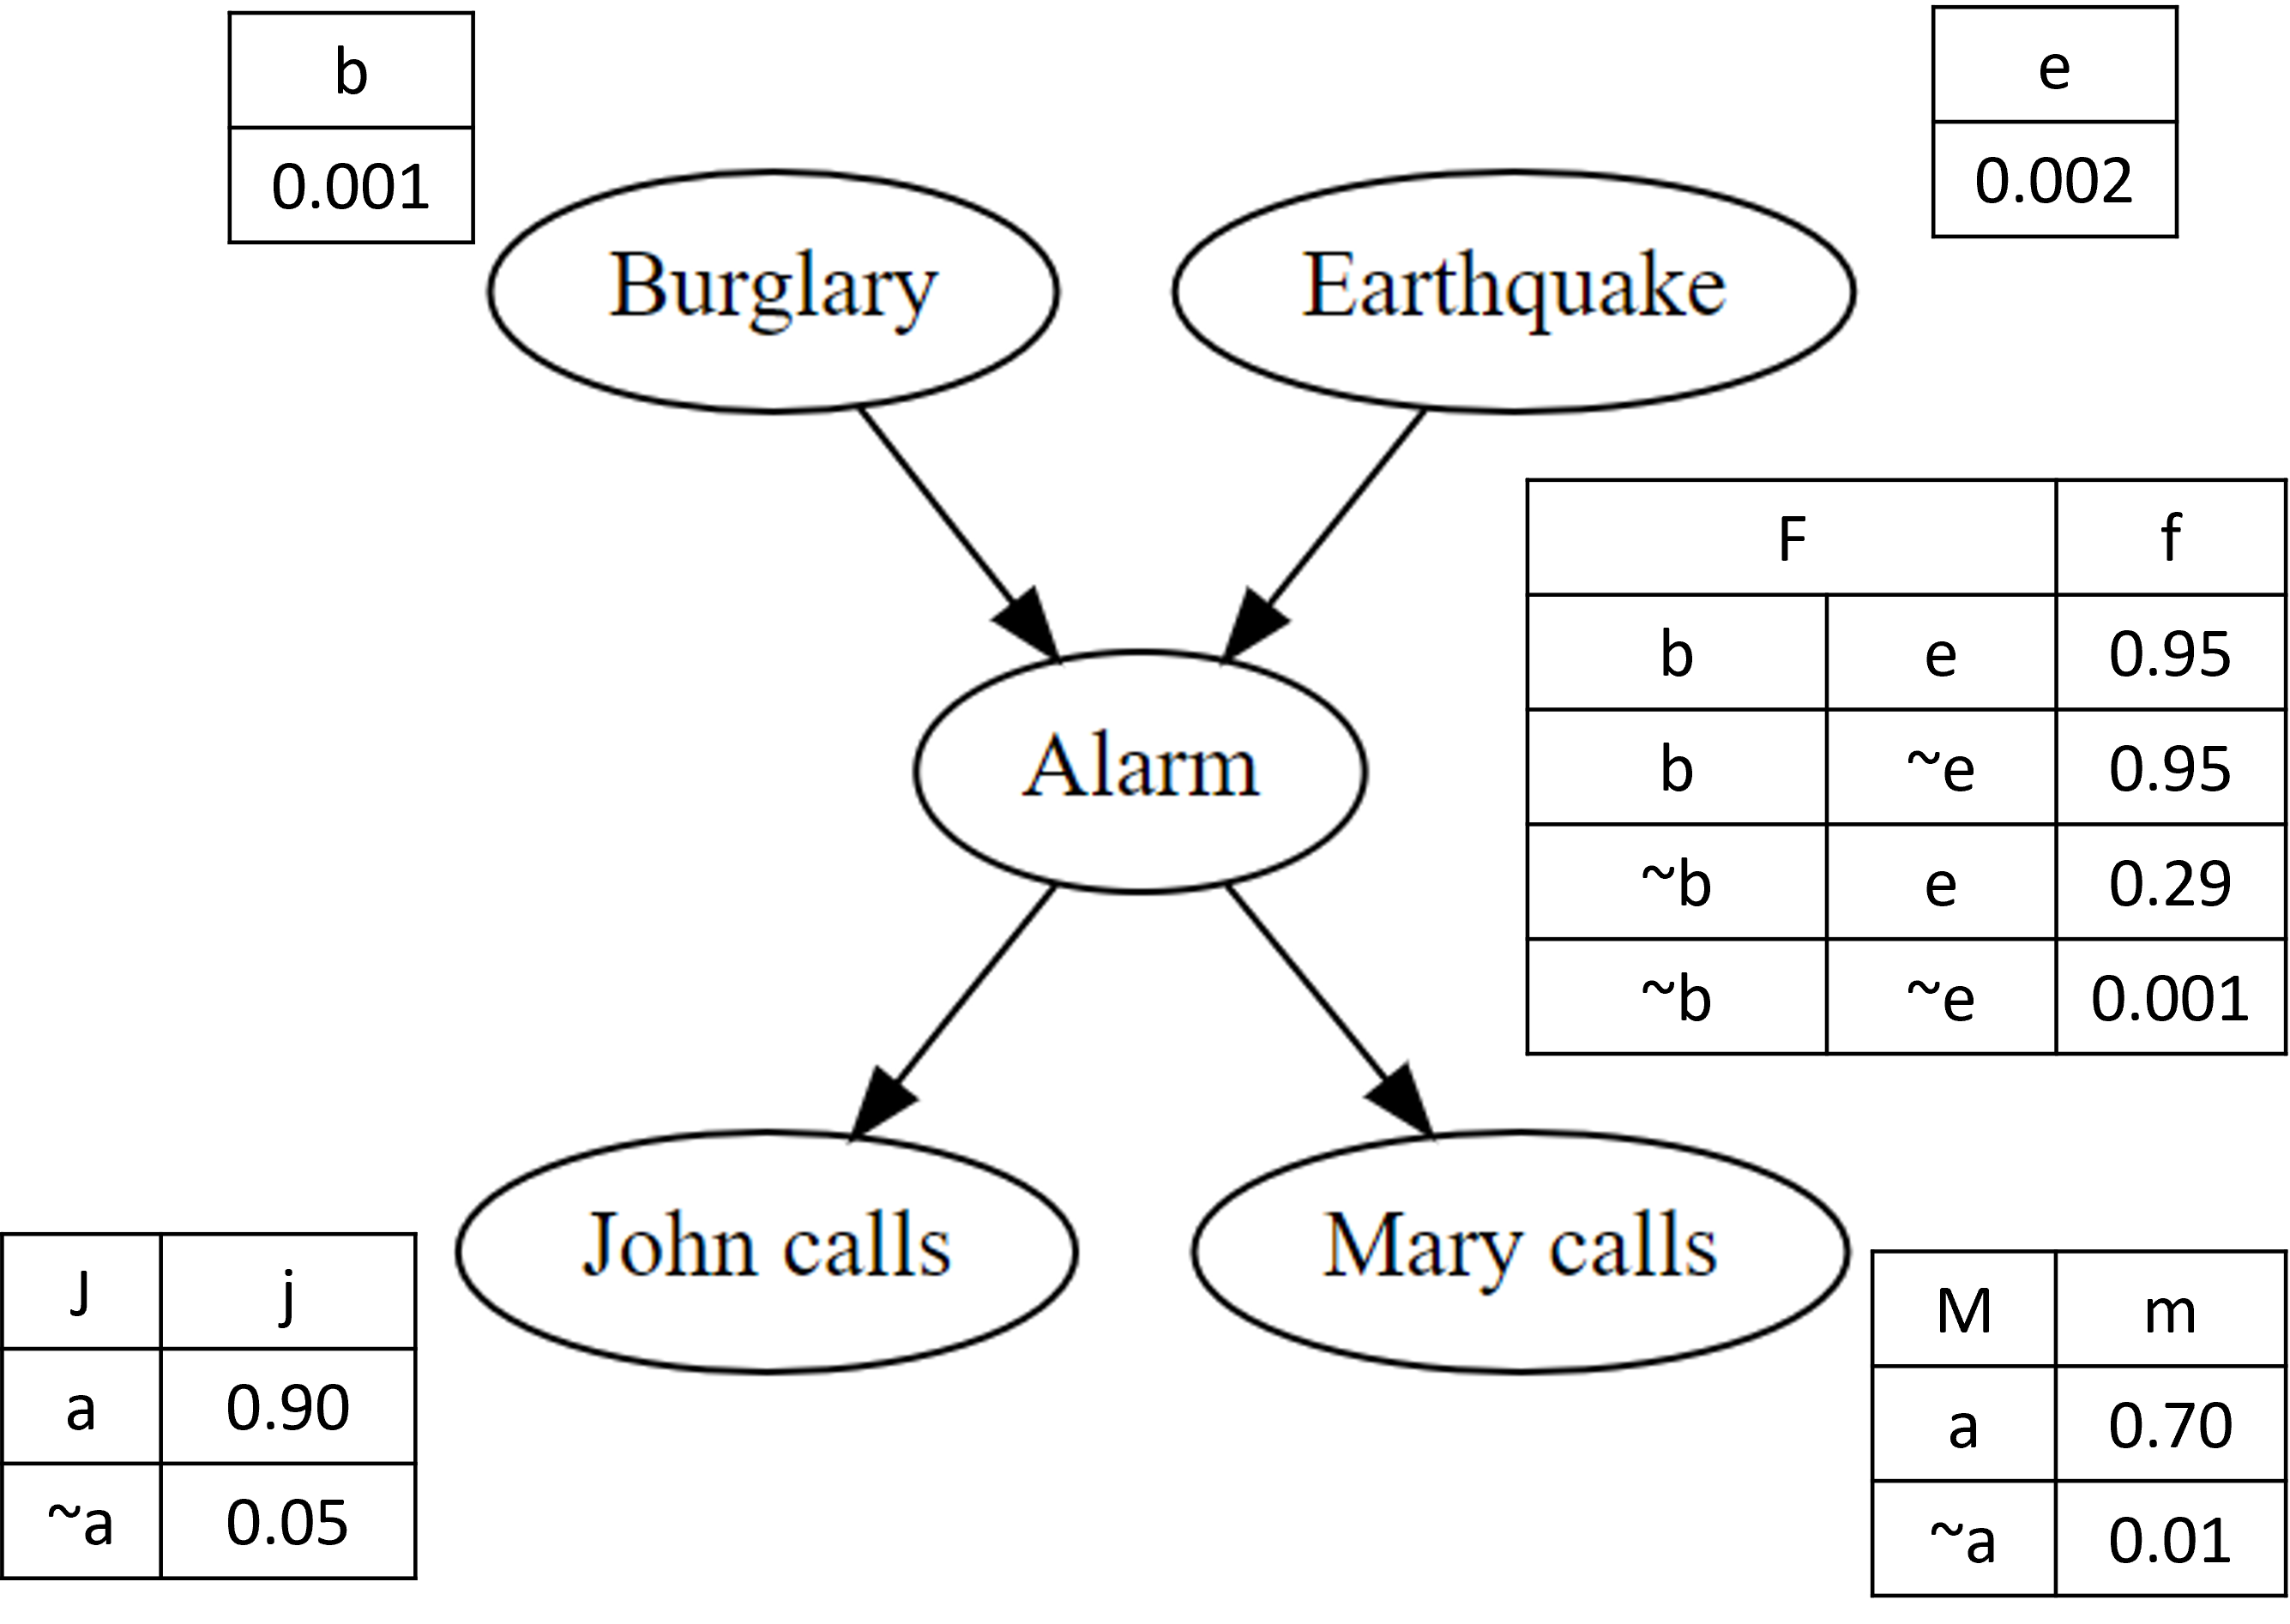 b
0.001
e
0.002
Burglary
Earthquake
F f
b e 0.95
b ~e 0.95
~b e 0.29
~b ~e 0.001
Alarm
John calls
Mary calls
J j
a 0.90
~a 0.05
M m
a 0.70
~a 0.01